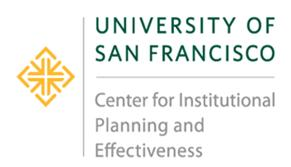 UNIVERSITY OF
SAN FRANCISCO
Center for Institutional
Planning and
Effectiveness